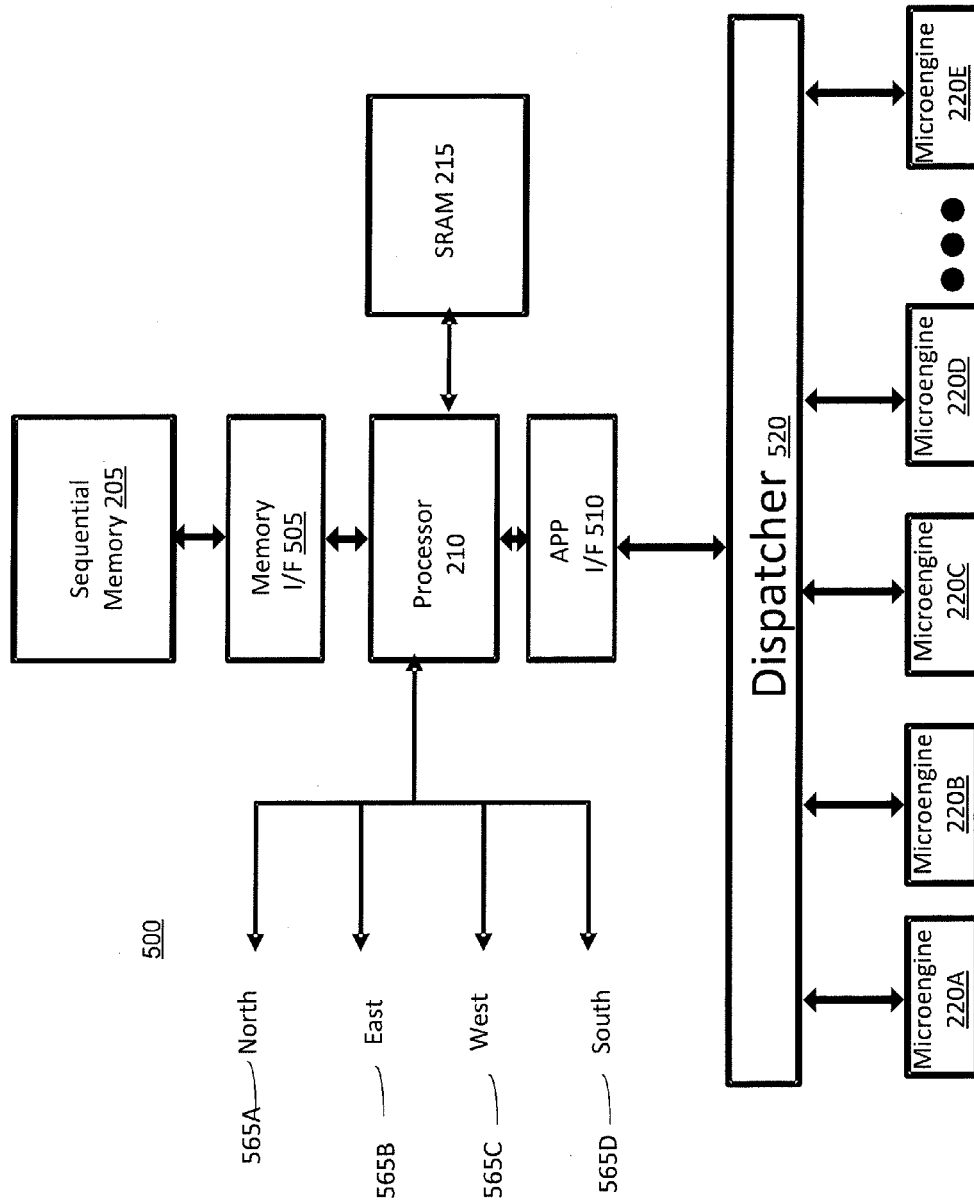 500
565A
North
565B
East
565C
West
565D
South
Sequential
Memory 205
Memory
I/F 505
Processor
210
SRAM 215
APP
I/F 510
Dispatcher 520
Microengine
220A
Microengine
220B
Microengine
220C
Microengine
220D
Microengine
220E